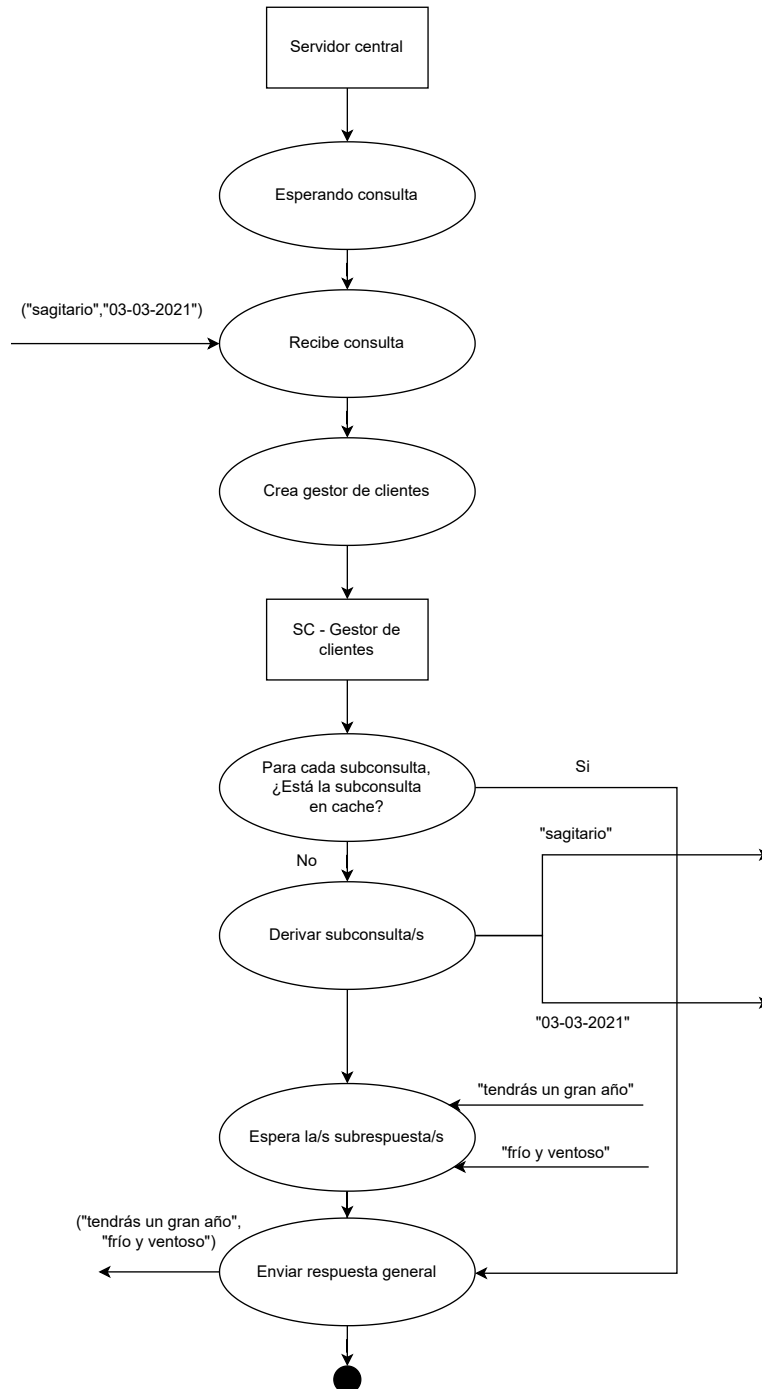 Servidor central
Esperando consulta
("sagitario","03-03-2021")
Recibe consulta
Crea gestor de clientes
SC - Gestor de
clientes
Para cada subconsulta,
¿Está la subconsulta
en cache?
Si
No
"sagitario"
Derivar subconsulta/s
"03-03-2021"
"tendrás un gran año"
Espera la/s subrespuesta/s
"frío y ventoso"
("tendrás un gran año",
"frío y ventoso")
Enviar respuesta general